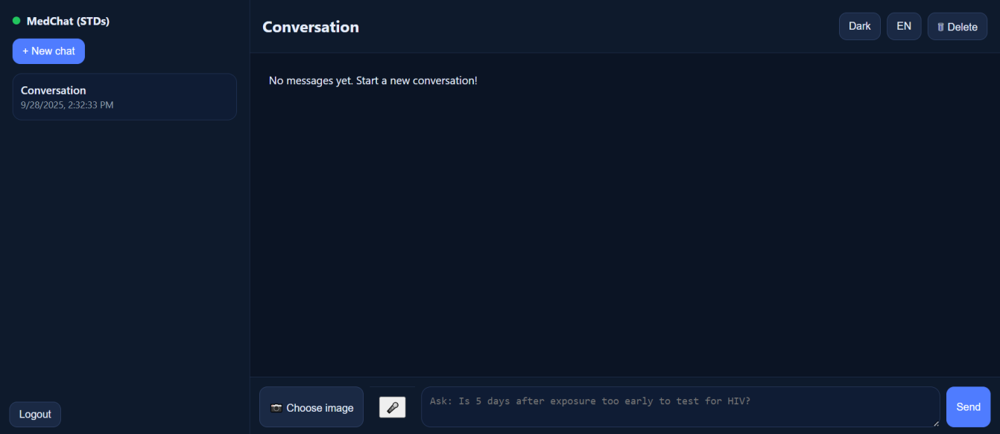 MedChat (STDs)
+ New chat
Conversation
9/28/2025, 2:32:33 PM
Logout
Conversation
Dark
EN
Delete
No messages yet. Start a new conversation!
Choose image
Ask: Is 5 days after exposure too early to test for HIV?
Send